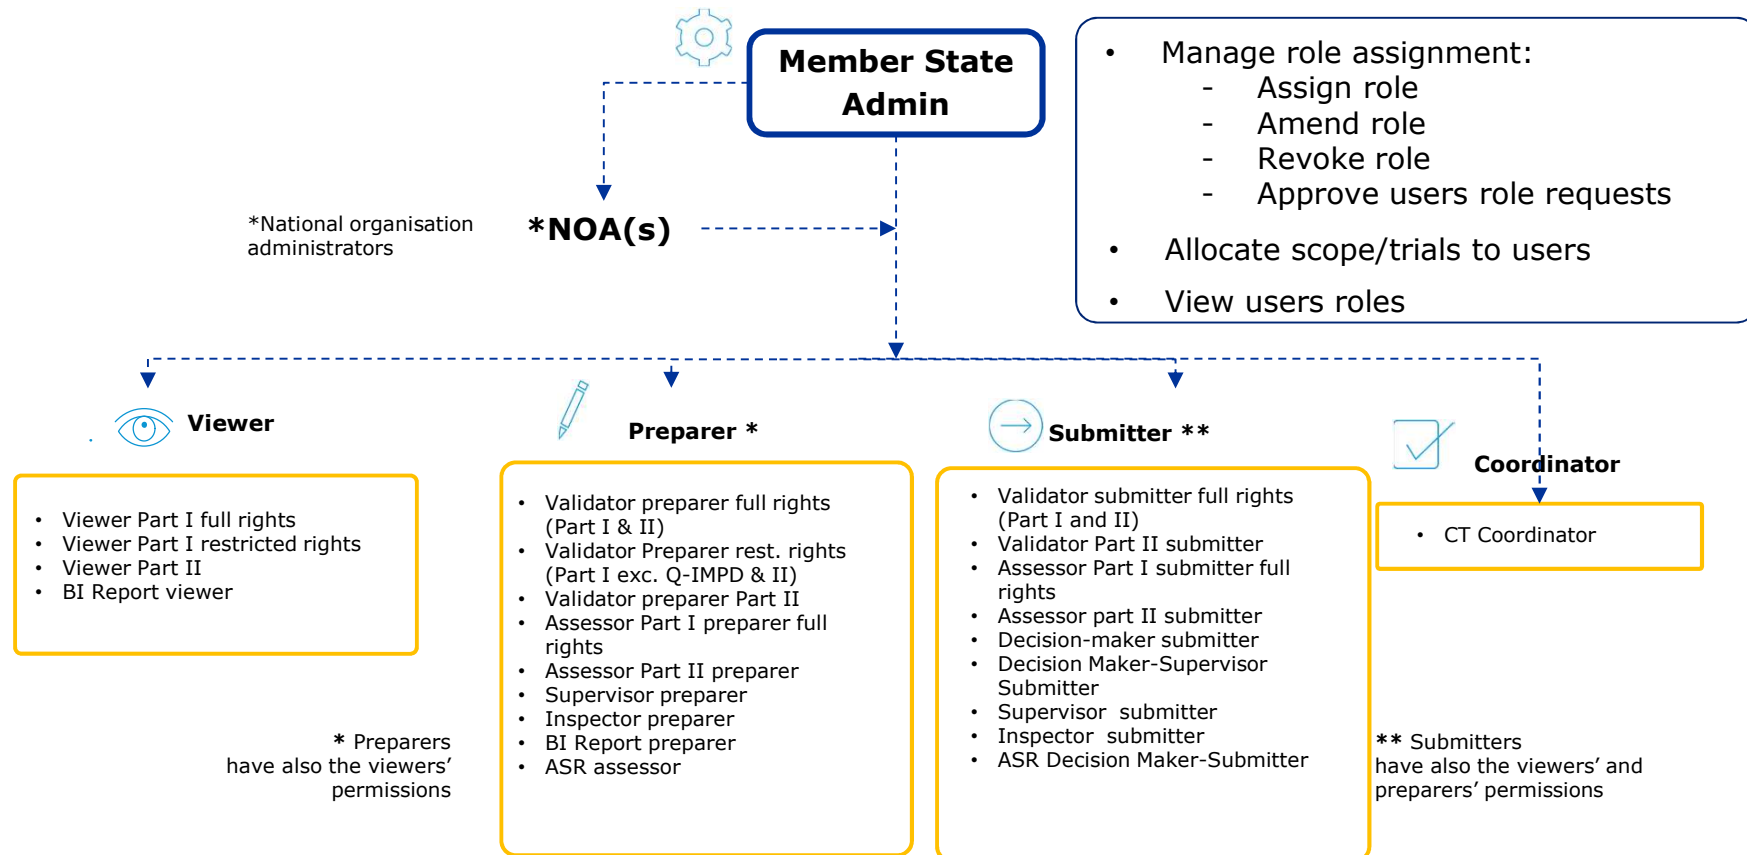 Member State
Admin
• Manage role assignment:
- Assign role
- Amend role
- Revoke role
- Approve users role requests
• Allocate scope/trials to users
• View users roles
*National organisation
administrators
*NOA(s)
Viewer
• Viewer Part I full rights
• Viewer Part I restricted rights
• Viewer Part II
• BI Report viewer
Preparer *
• Validator preparer full rights
(Part I & II)
• Validator Preparer rest. rights
(Part I exc. Q-IMPD & II)
• Validator preparer Part II
• Assessor Part I preparer full
rights
• Assessor Part II preparer
• Supervisor preparer
• Inspector preparer
• BI Report preparer
• ASR assessor
* Preparers
have also the viewers’
permissions
Submitter **
• Validator submitter full rights
(Part I and II)
• Validator Part II submitter
• Assessor Part I submitter full
rights
• Assessor part II submitter
• Decision-maker submitter
• Decision Maker-Supervisor
Submitter
• Supervisor submitter
• Inspector submitter
• ASR Decision Maker-Submitter
Coordinator
• CT Coordinator
** Submitters
have also the viewers’ and
preparers’ permissions